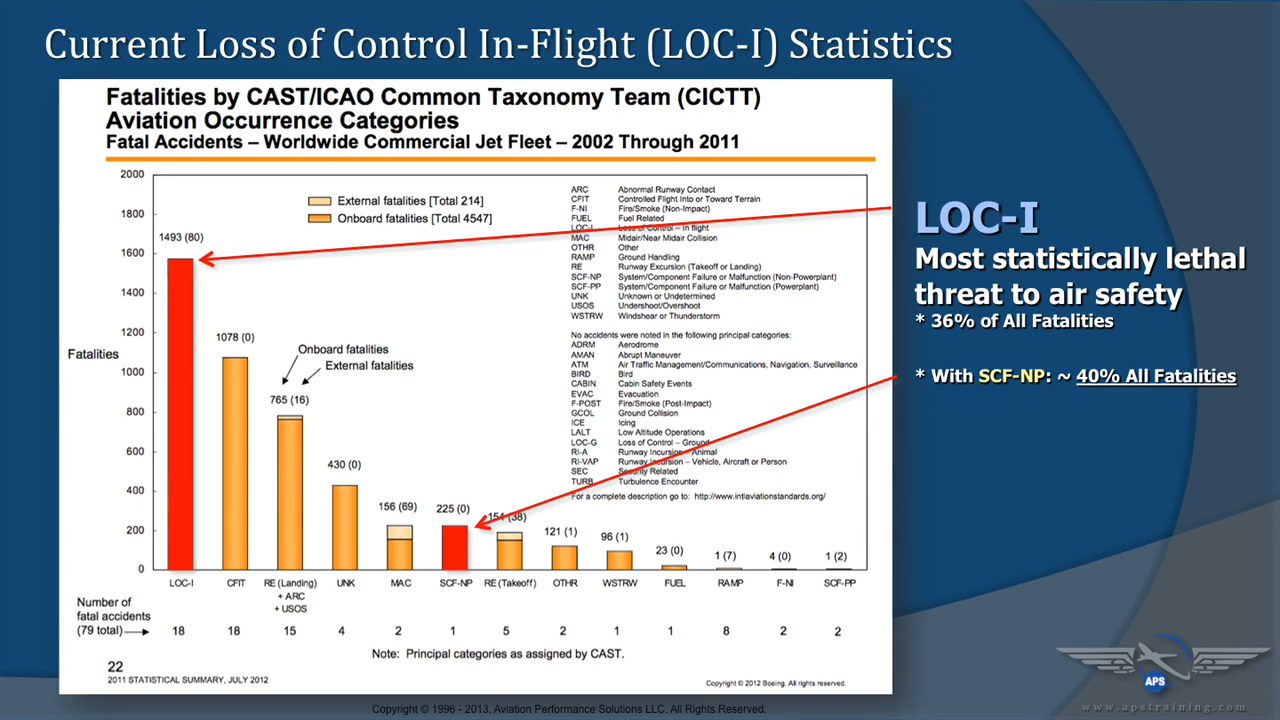 Current Loss of Control In-Flight (LOC-I) Statistics
Fatalities by CAST/ICAO Common Taxonomy Team (CICTT)
Aviation Occurrence Categories
Fatal Accidents – Worldwide Commercial Jet Fleet – 2002 Through 2011
2000
1800
1600
1400
1200
1000
800
600
400
200
0
Fatalities
External fatalities [Total 214]
Onboard fatalities [Total 4547]
ARC Abnormal Runway Contact
CFIT Controlled Flight Into or Toward Terrain
F-NI Fire/Smoke (Non-Impact)
FUEL Fuel Related
LOC-I Loss of Control – In flight
MAC Midair/Near Midair Collision
OTHR Other
RAMP Ground Handling
RE Runway Excursion (Takeoff or Landing)
SCF-NP System/Component Failure or Malfunction (Non-Powerplant)
SCF-PP System/Component Failure or Malfunction (Powerplant)
UNK Unknown or Undetermined
USOS Undershoot/Overshoot
WSTRW Windshear or Thunderstorm
No accidents were noted in the following principal categories:
ADRM Aerodrome
AMAN Abrupt Maneuver
ATM Air Traffic Management/Communications, Navigation, Surveillance
BIRD Bird
CABIN Cabin Safety Events
EVAC Evacuation
F-POST Fire/Smoke (Post-Impact)
GCOL Ground Collision
ICE Icing
LALT Low Altitude Operations
LOC-G Loss of Control – Ground
RI-A Runway Incursion – Animal
RI-VAP Runway Incursion – Vehicle, Aircraft or Person
SEC Security Related
TURB Turbulence Encounter
For a complete description go to: http://www.intlaviationstandards.org/
Onboard fatalities
External fatalities
1493 (80)
1078 (0)
765 (16)
430 (0)
156 (69)
225 (0)
154 (38)
121 (1)
96 (1)
23 (0)
1 (7)
4 (0)
1 (2)
LOC-I CFIT RE (Landing) UNK MAC SCF-NP RE (Takeoff) OTHR WSTRW FUEL RAMP F-NI SCF-PP
+ ARC
+ USOS
Number of
fatal accidents
(79 total)
18 18 15 4 2 1 5 2 1 1 8 2 2
Note: Principal categories as assigned by CAST.
22
2011 STATISTICAL SUMMARY, JULY 2012
Copyright © 2012 Boeing. All rights reserved.
LOC-I
Most statistically lethal
threat to air safety
* 36% of All Fatalities
* With SCF-NP: ~ 40% All Fatalities
APS
www.apstraining.com
Copyright © 1996 - 2013. Aviation Performance Solutions LLC. All Rights Reserved.